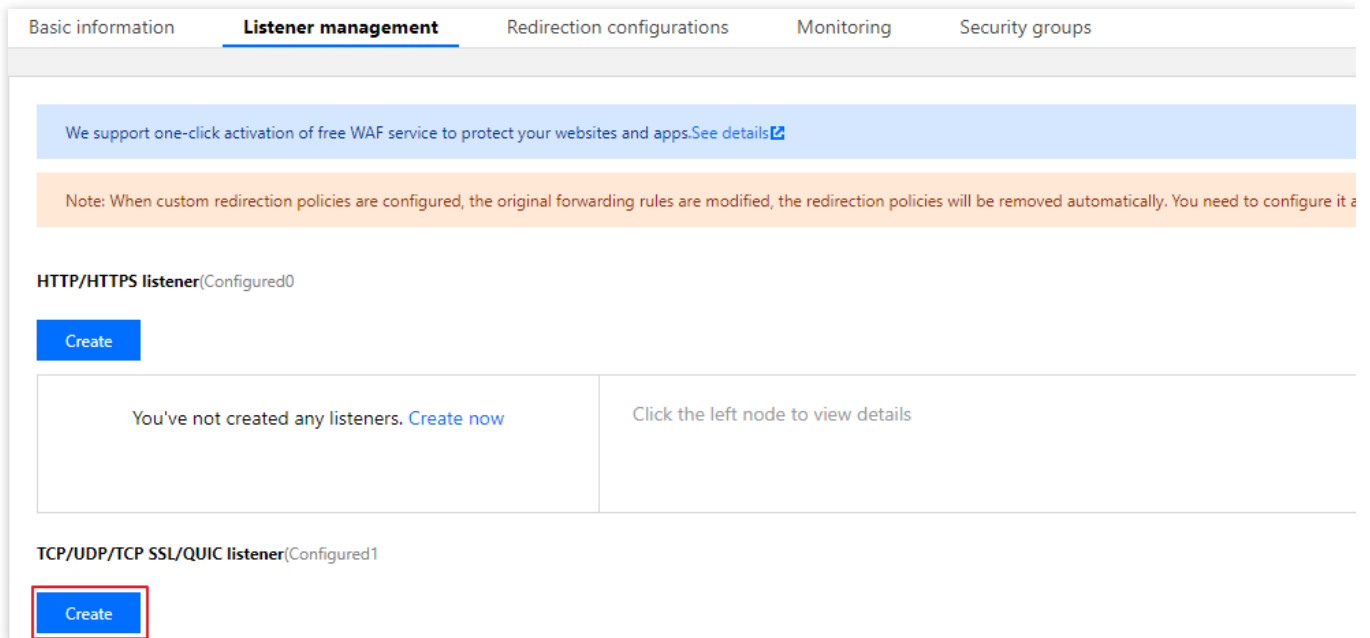 Basic information Listener management Redirection configurations Monitoring Security groups
We support one-click activation of free WAF service to protect your websites and apps.See details
Note: When custom redirection policies are configured, the original forwarding rules are modified, the redirection policies will be removed automatically. You need to configure it a
HTTP/HTTPS listener(Configured0
Create
You've not created any listeners. Create now Click the left node to view details
TCP/UDP/TCP SSL/QUIC listener(Configured1
Create